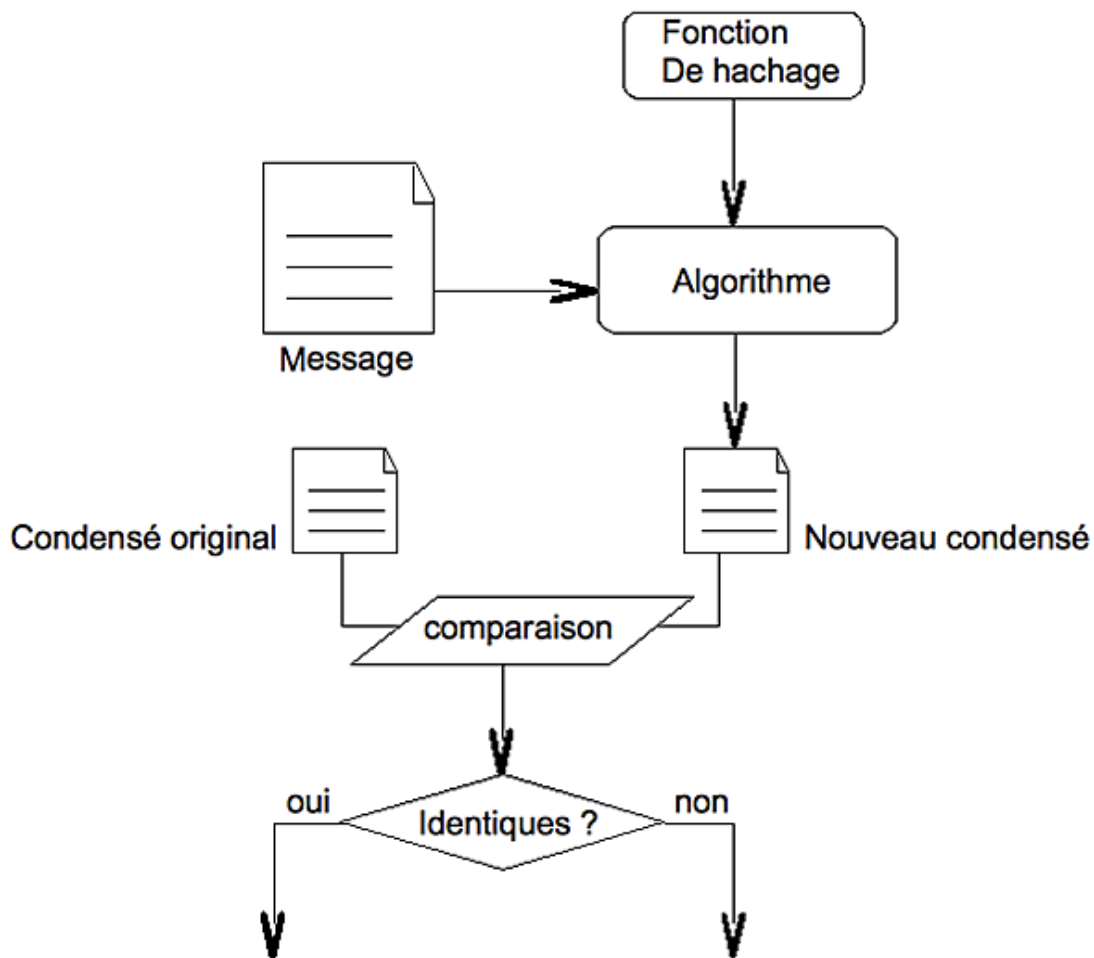 Fonction
De hachage
Algorithme
Message
Condensé original
Nouveau condensé
comparaison
oui
Identiques ?
non